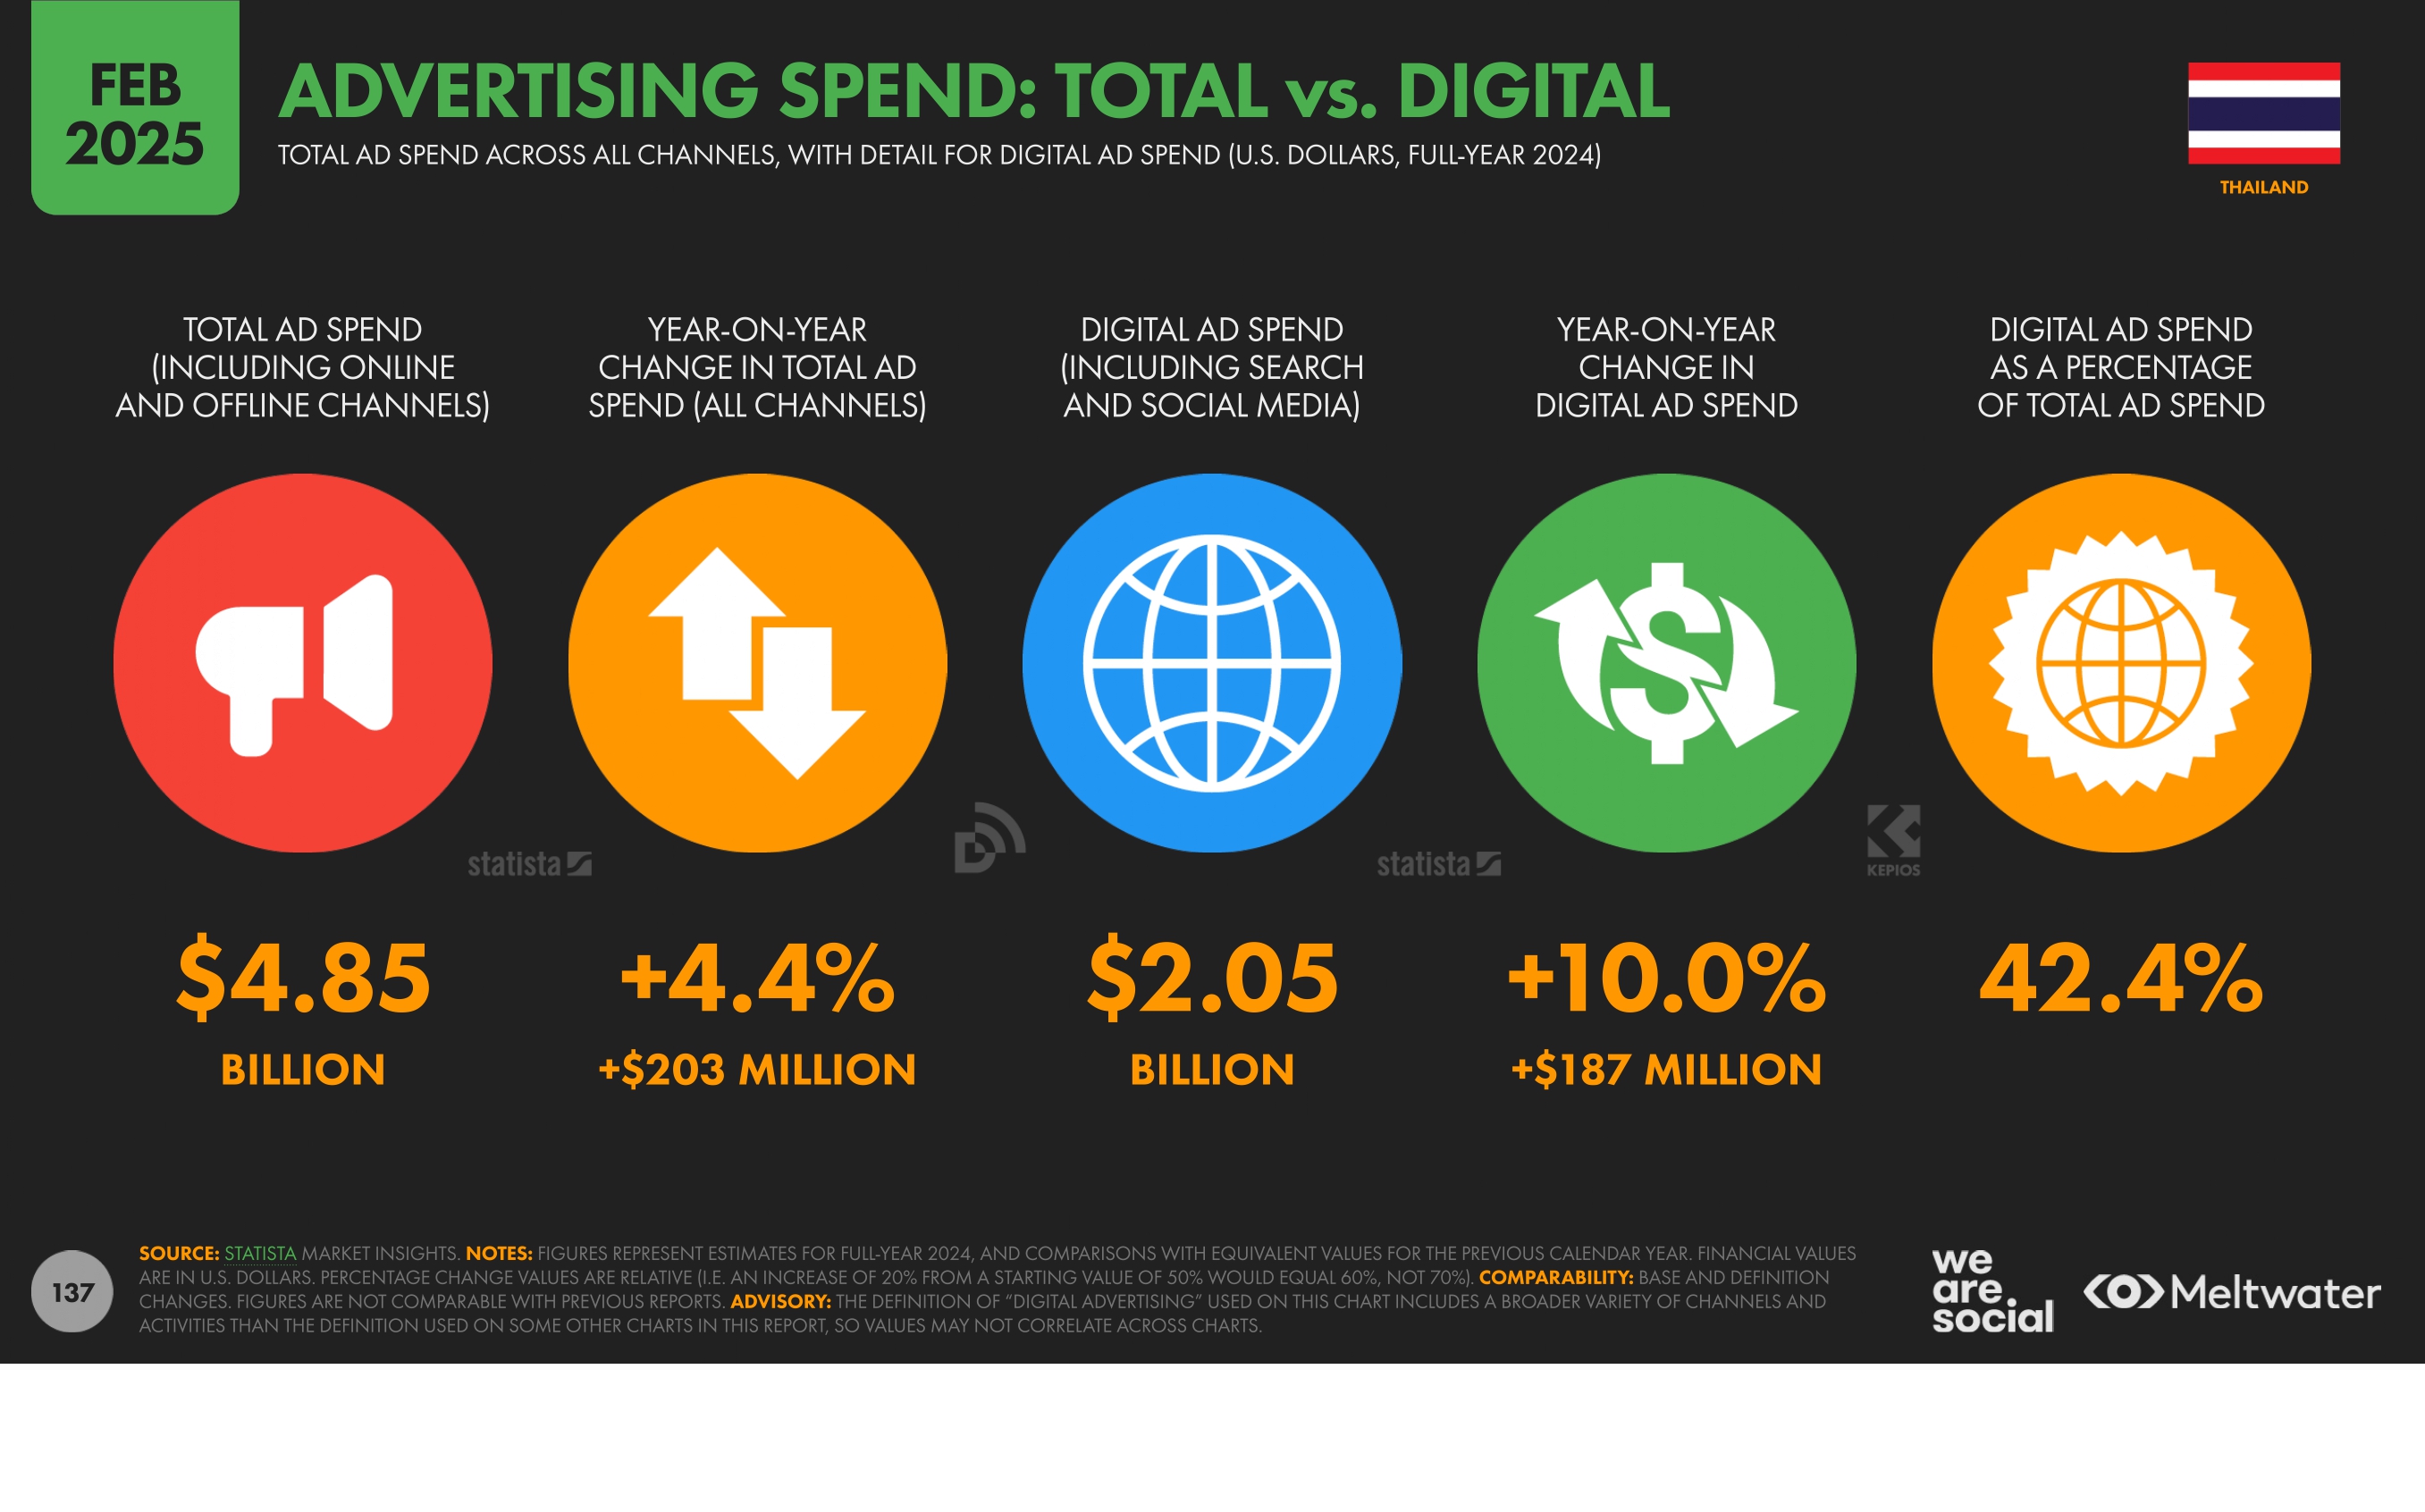 FEB
2025
ADVERTISING SPEND: TOTAL vs. DIGITAL
TOTAL AD SPEND ACROSS ALL CHANNELS, WITH DETAIL FOR DIGITAL AD SPEND (U.S. DOLLARS, FULL-YEAR 2024)
THAILAND
TOTAL AD SPEND
(INCLUDING ONLINE
AND OFFLINE CHANNELS)
YEAR-ON-YEAR
CHANGE IN TOTAL AD
SPEND (ALL CHANNELS)
DIGITAL AD SPEND
(INCLUDING SEARCH
AND SOCIAL MEDIA)
YEAR-ON-YEAR
CHANGE IN
DIGITAL AD SPEND
DIGITAL AD SPEND
AS A PERCENTAGE
OF TOTAL AD SPEND
statista
statista
KEPIOS
$4.85
BILLION
+4.4%
+$203 MILLION
$2.05
BILLION
+10.0%
+$187 MILLION
42.4%
137
SOURCE: STATISTA MARKET INSIGHTS. NOTES: FIGURES REPRESENT ESTIMATES FOR FULL-YEAR 2024, AND COMPARISONS WITH EQUIVALENT VALUES FOR THE PREVIOUS CALENDAR YEAR. FINANCIAL VALUES
ARE IN U.S. DOLLARS. PERCENTAGE CHANGE VALUES ARE RELATIVE (I.E. AN INCREASE OF 20% FROM A STARTING VALUE OF 50% WOULD EQUAL 60%, NOT 70%). COMPARABILITY: BASE AND DEFINITION
CHANGES. FIGURES ARE NOT COMPARABLE WITH PREVIOUS REPORTS. ADVISORY: THE DEFINITION OF “DIGITAL ADVERTISING” USED ON THIS CHART INCLUDES A BROADER VARIETY OF CHANNELS AND
ACTIVITIES THAN THE DEFINITION USED ON SOME OTHER CHARTS IN THIS REPORT, SO VALUES MAY NOT CORRELATE ACROSS CHARTS.
we
are
social
Meltwater